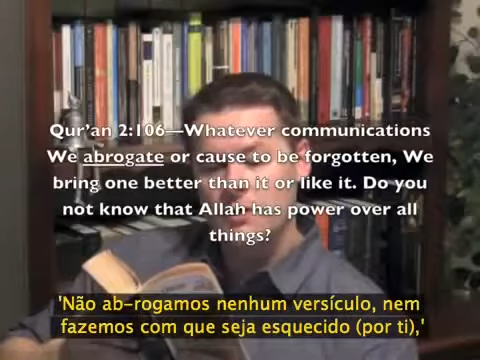 Qur'an 2:106—Whatever communications
We abrogate or cause to be forgotten, We
bring one better than it or like it. Do you
not know that Allah has power over all
things?
'Não ab-rogamos nenhum versículo, nem
fazemos com que seja esquecido (por ti),'